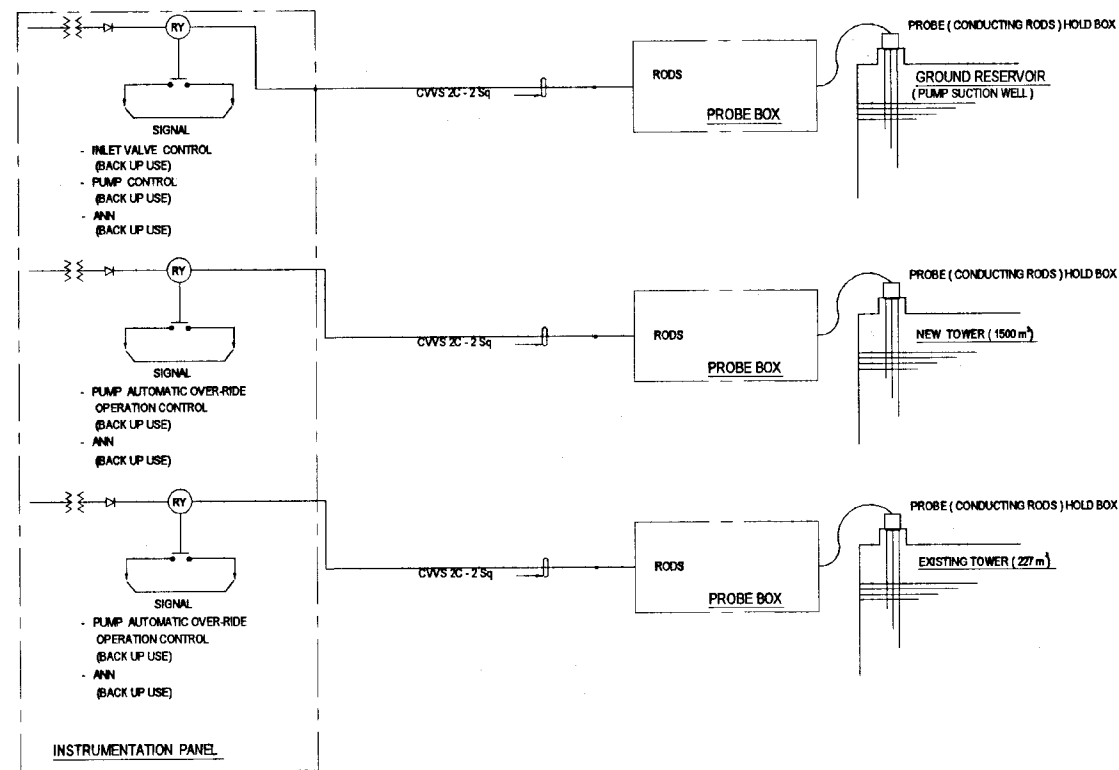 RY
SIGNAL
- INLET VALVE CONTROL
(BACK UP USE)
- PUMP CONTROL
(BACK UP USE)
- ANN
(BACK UP USE)
CVVS 2C - 2 Sq
RODS
PROBE BOX
PROBE ( CONDUCTING RODS ) HOLD BOX
GROUND RESERVOIR
( PUMP SUCTION WELL )
RY
SIGNAL
- PUMP AUTOMATIC OVER-RIDE
OPERATION CONTROL
(BACK UP USE)
- ANN
(BACK UP USE)
CVVS 2C - 2 Sq
RODS
PROBE BOX
PROBE ( CONDUCTING RODS ) HOLD BOX
NEW TOWER ( 1500 m³)
RY
SIGNAL
- PUMP AUTOMATIC OVER-RIDE
OPERATION CONTROL
(BACK UP USE)
- ANN
(BACK UP USE)
CVVS 2C - 2 Sq
RODS
PROBE BOX
PROBE ( CONDUCTING RODS ) HOLD BOX
EXISTING TOWER ( 227 m³)
INSTRUMENTATION PANEL